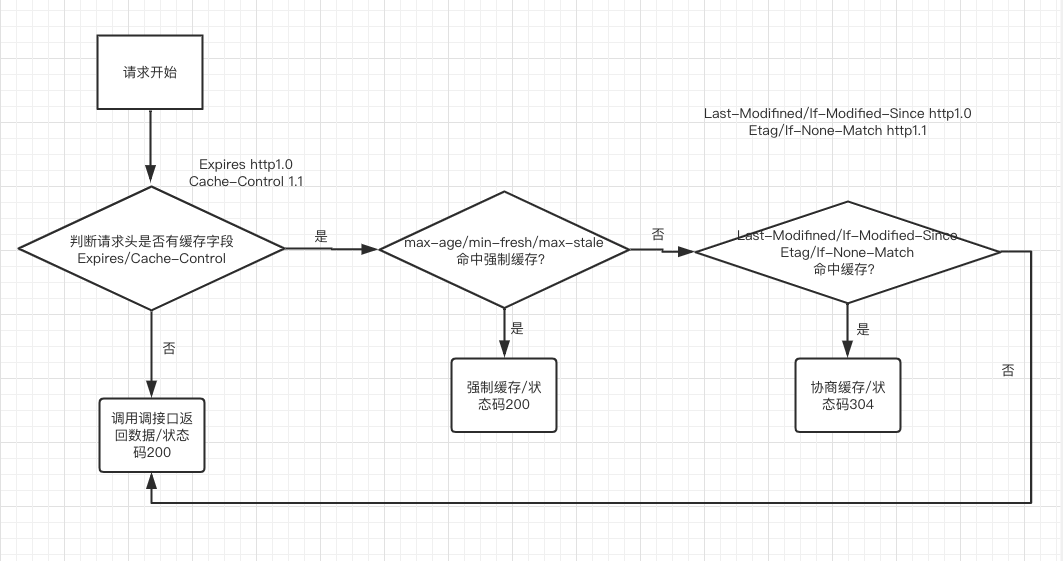 请求开始
Last-Modifined/If-Modified-Since http1.0
Etag/If-None-Match http1.1
Expires http1.0
Cache-Control 1.1
判断请求头是否有缓存字段
Expires/Cache-Control
是
max-age/min-fresh/max-stale
命中强制缓存?
否
Last-Modifined/If-Modified-Since
Etag/If-None-Match
命中缓存?
否
是
是
否
调用调接口返
回数据/状态
码200
强制缓存/状
态码200
协商缓存/状
态码304